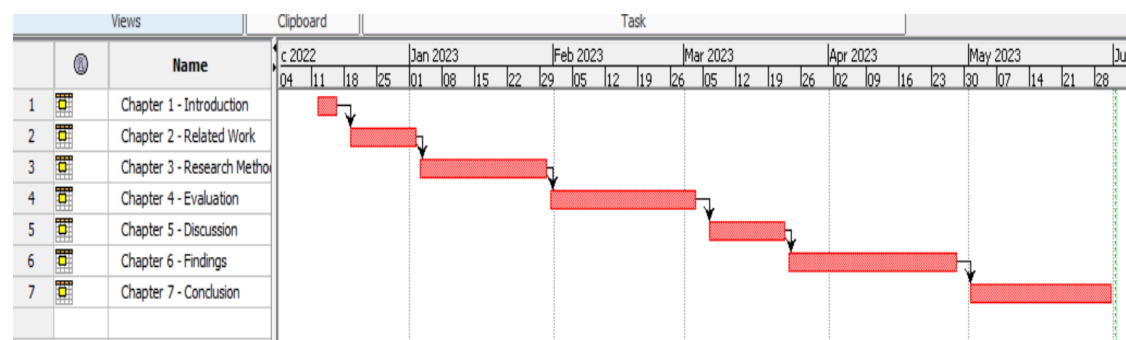 Views Clipboard Task
Name c 2022 Jan 2023 Feb 2023 Mar 2023 Apr 2023 May 2023 Ju
04 11 18 25 01 08 15 22 29 05 12 19 26 05 12 19 26 02 09 16 23 30 07 14 21 28
1 Chapter 1 - Introduction
2 Chapter 2 - Related Work
3 Chapter 3 - Research Metho
4 Chapter 4 - Evaluation
5 Chapter 5 - Discussion
6 Chapter 6 - Findings
7 Chapter 7 - Conclusion